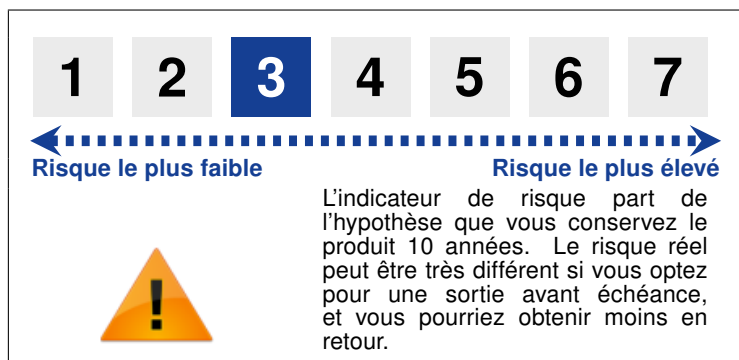 1 2 3 4 5 6 7
Risque le plus faible Risque le plus élevé
L'indicateur de risque part de
l'hypothèse que vous conservez le
produit 10 années. Le risque réel
peut être très différent si vous optez
pour une sortie avant échéance,
et vous pourriez obtenir moins en
retour.
!